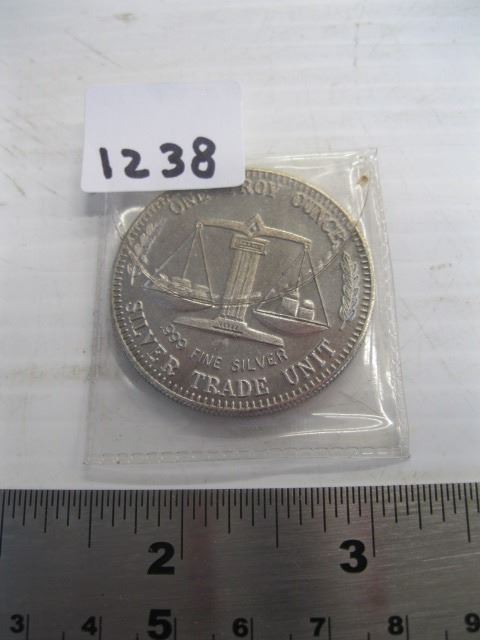 1238
ONE TROY OUNCE
.999 FINE SILVER
SILVER TRADE UNIT
2 3
3 4 5 6 7 8 9